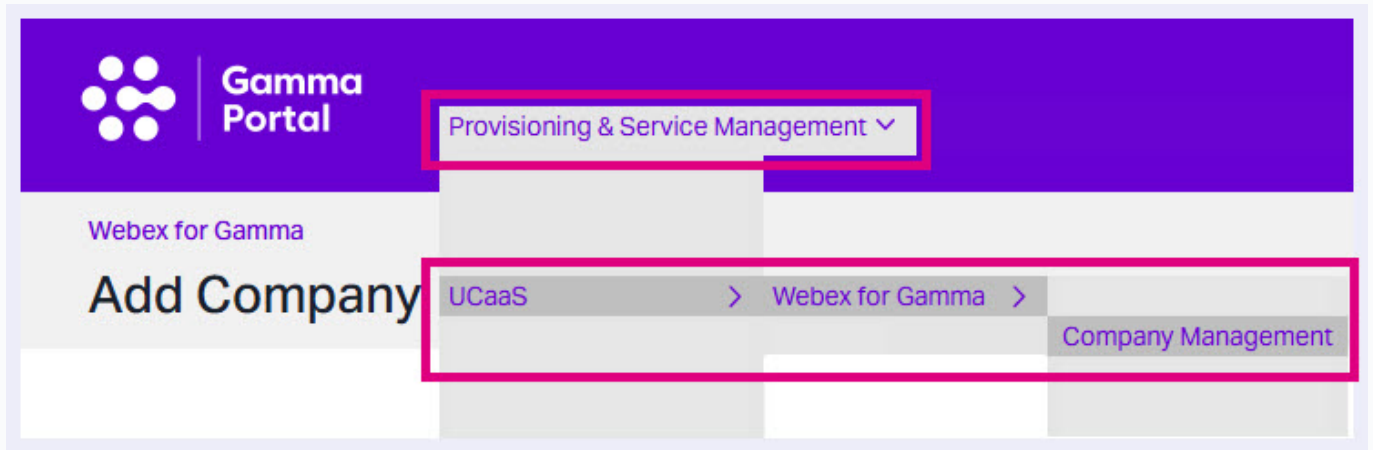 Gamma
Portal
Provisioning & Service Management
Webex for Gamma
Add Company
UCaaS
Webex for Gamma
Company Management